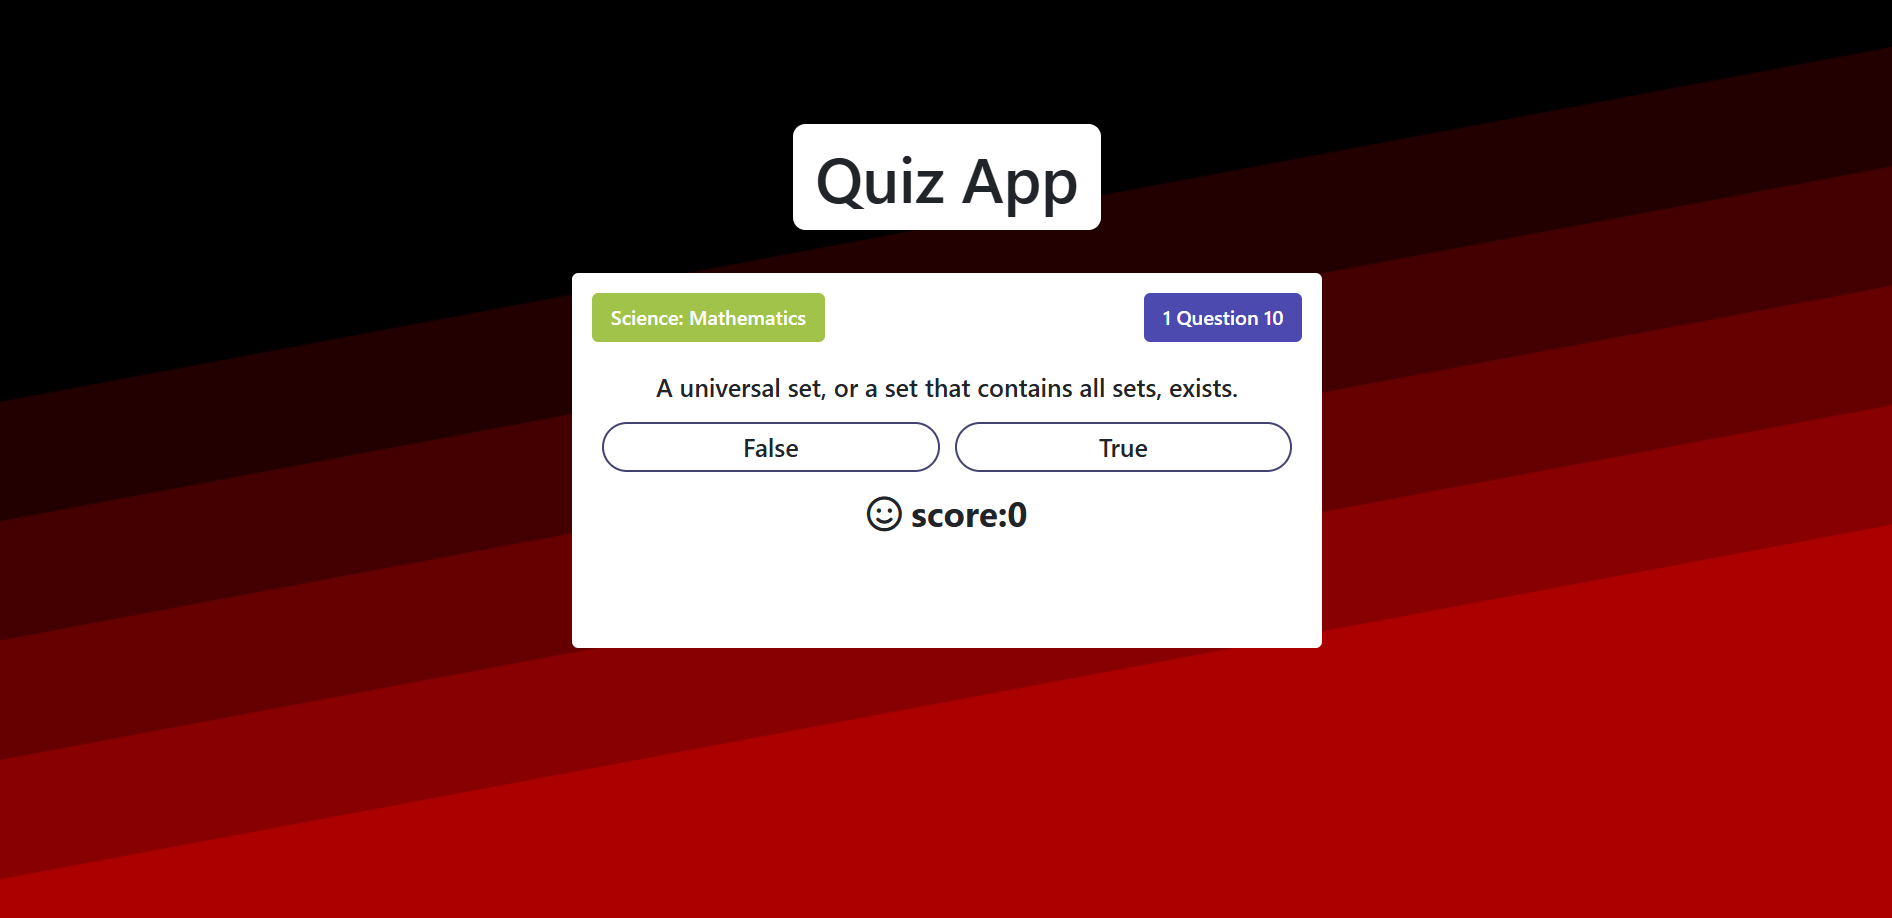 Quiz App
Science: Mathematics
1 Question 10
A universal set, or a set that contains all sets, exists.
False
True
score:0